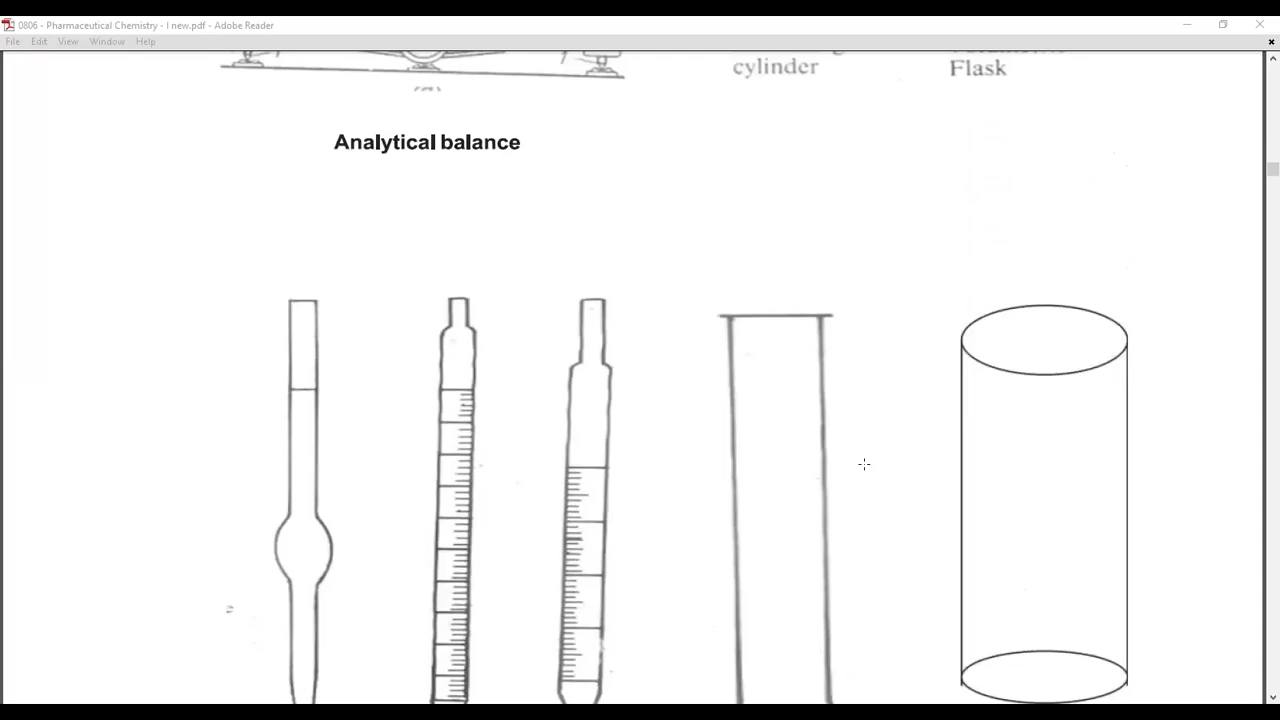 0806 - Pharmaceutical Chemistry - I new.pdf - Adobe Reader
File Edit View Window Help
cylinder
Flask
Analytical balance